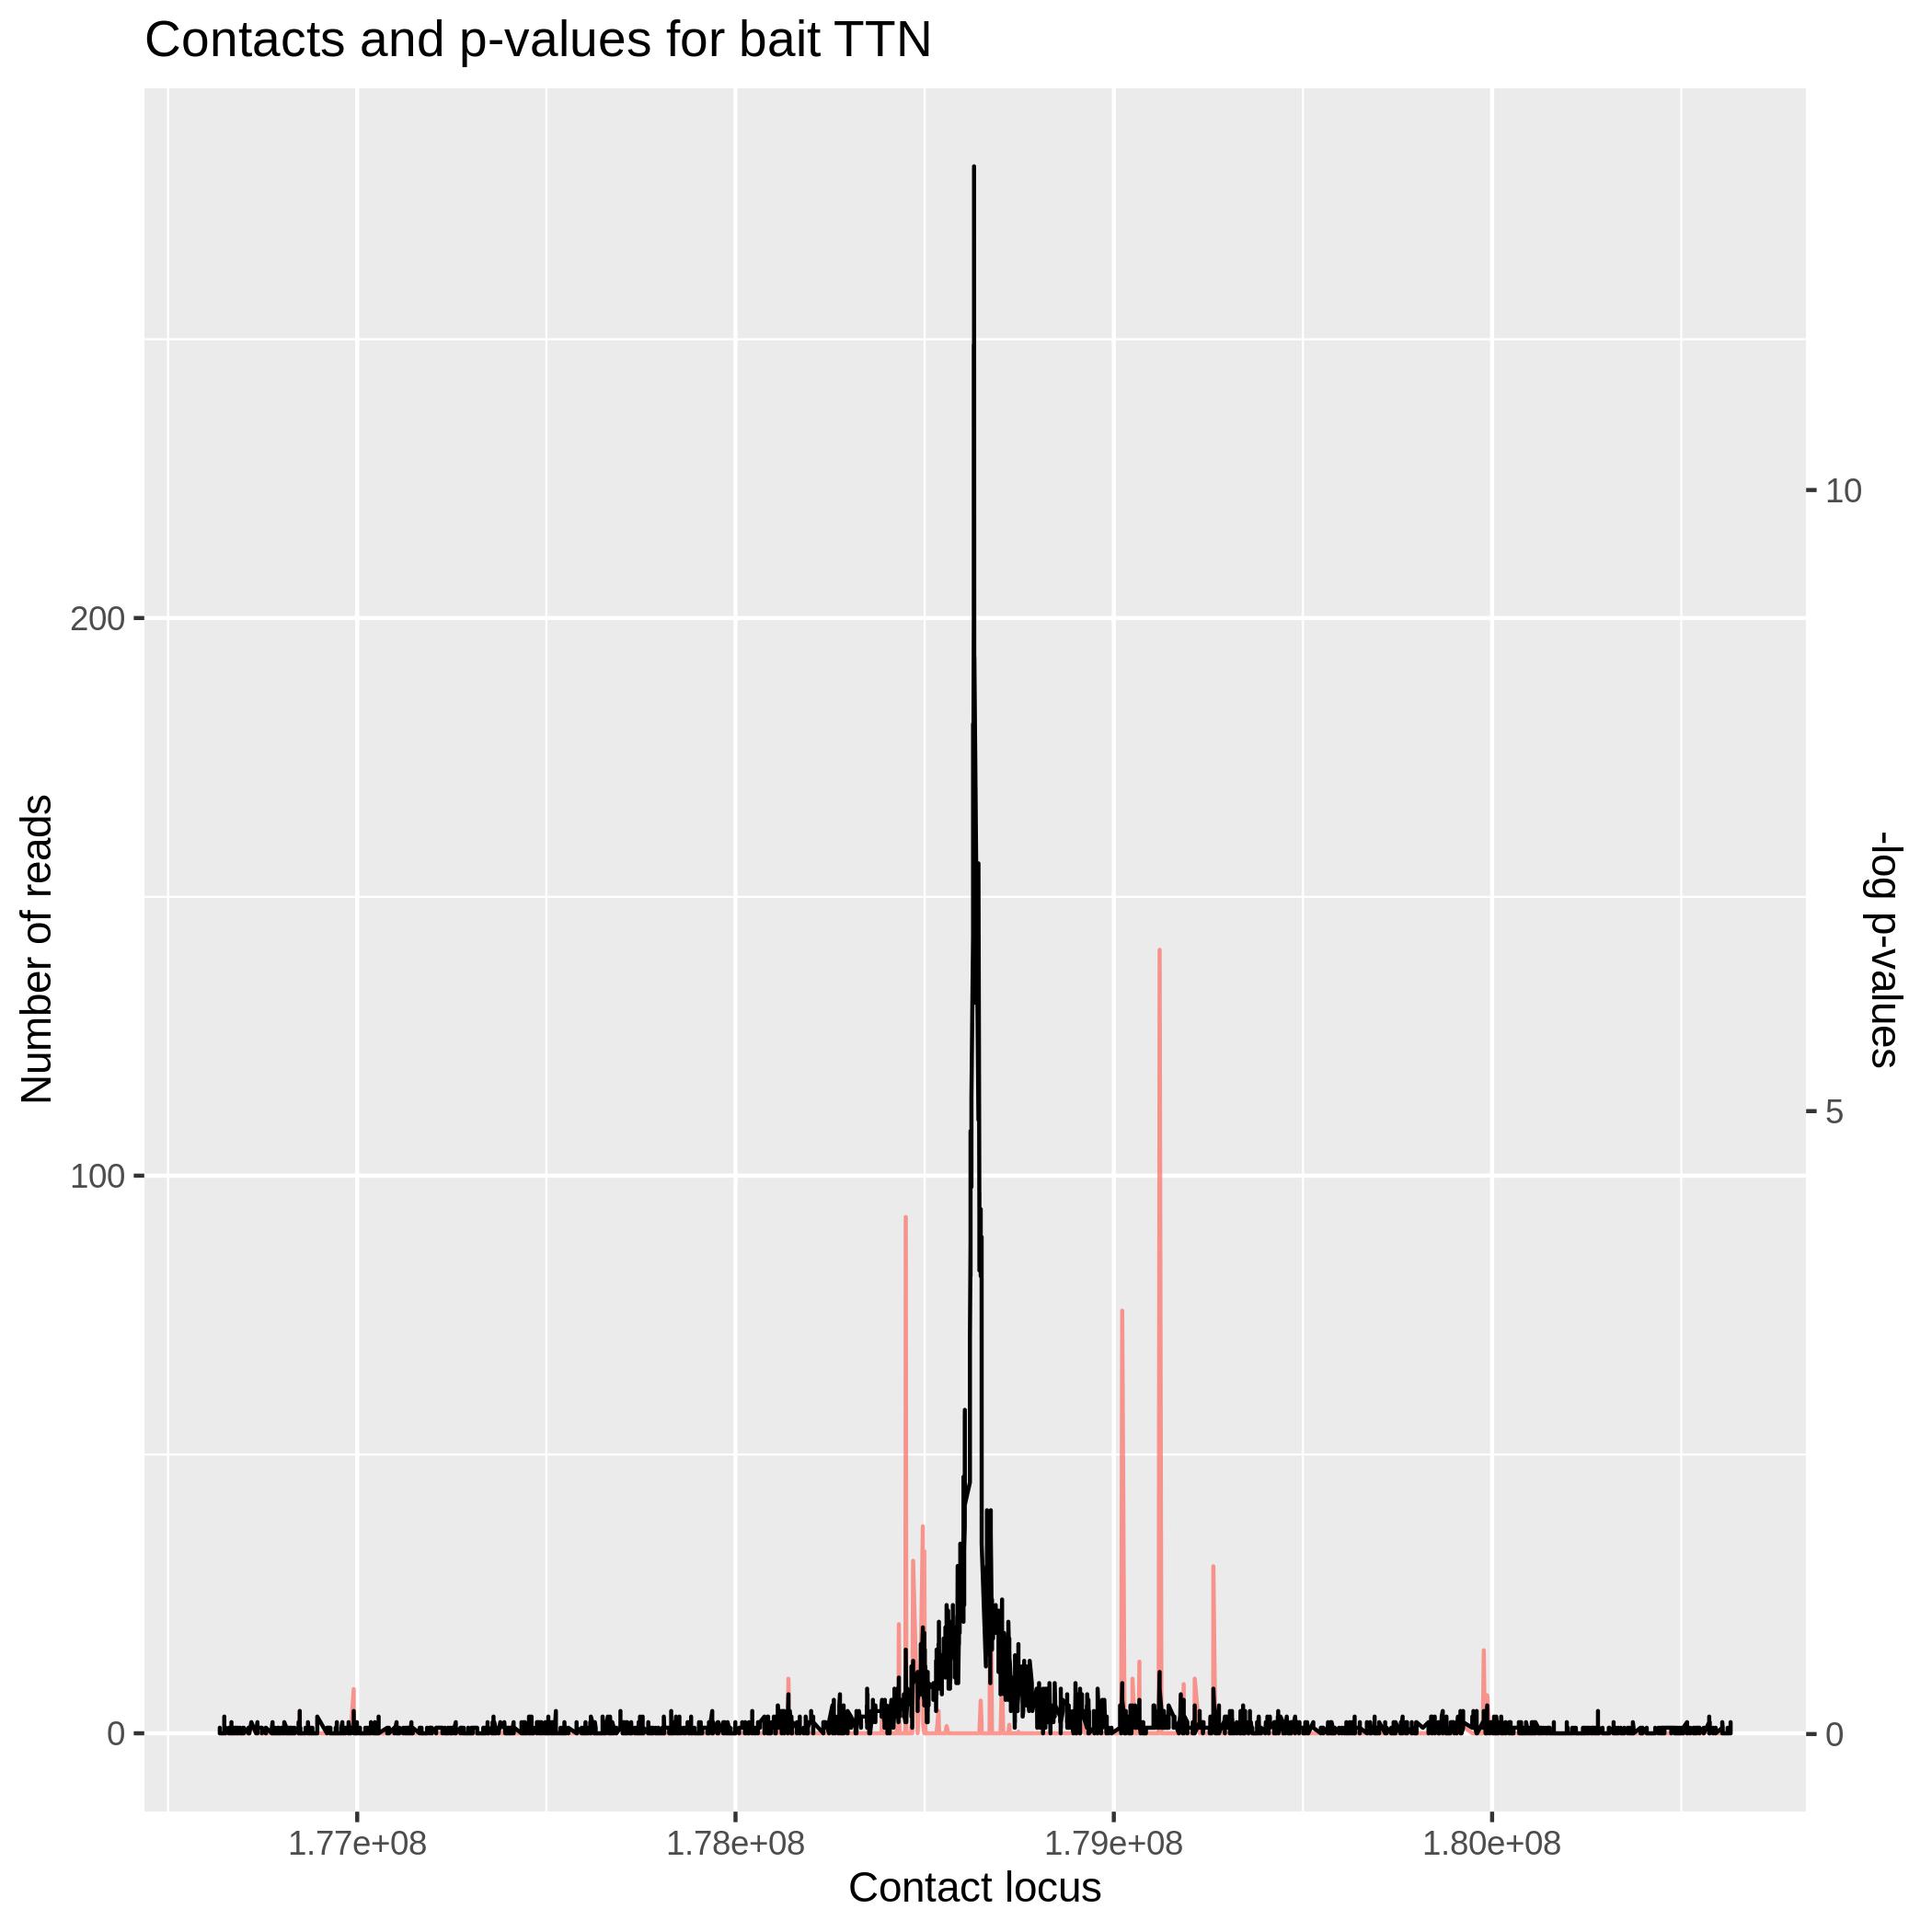 Contacts and p-values for bait TTN
Number of reads
200
100
0
10
5
0
-log p-values
1.77e+08
1.78e+08
1.79e+08
1.80e+08
Contact locus